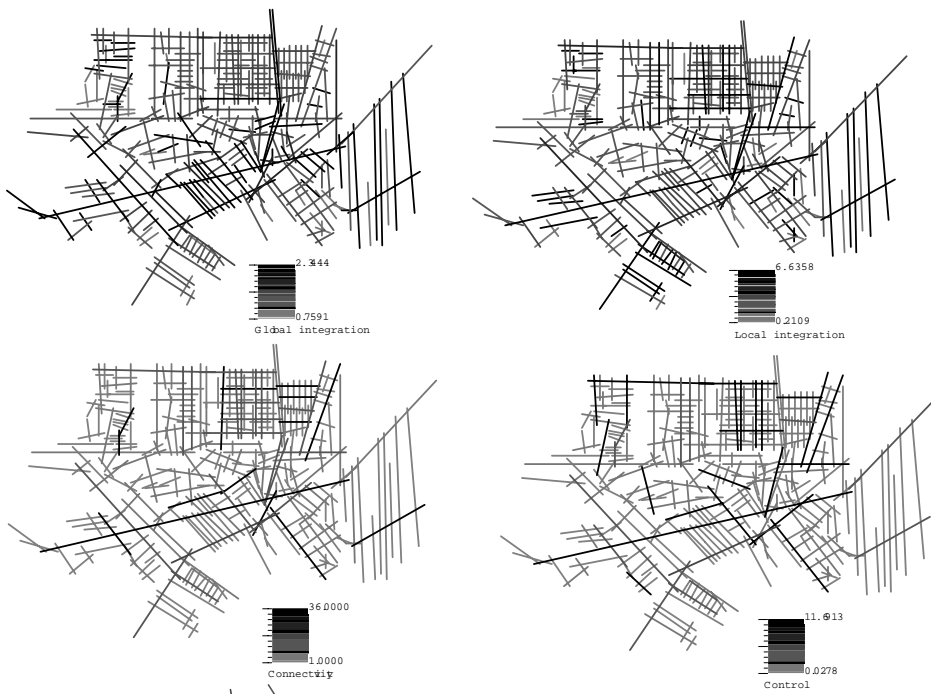 2.3444
0.7591
Global integration
6.6358
0.2109
Local integration
36.0000
1.0000
Connectivity
0.0278
Control